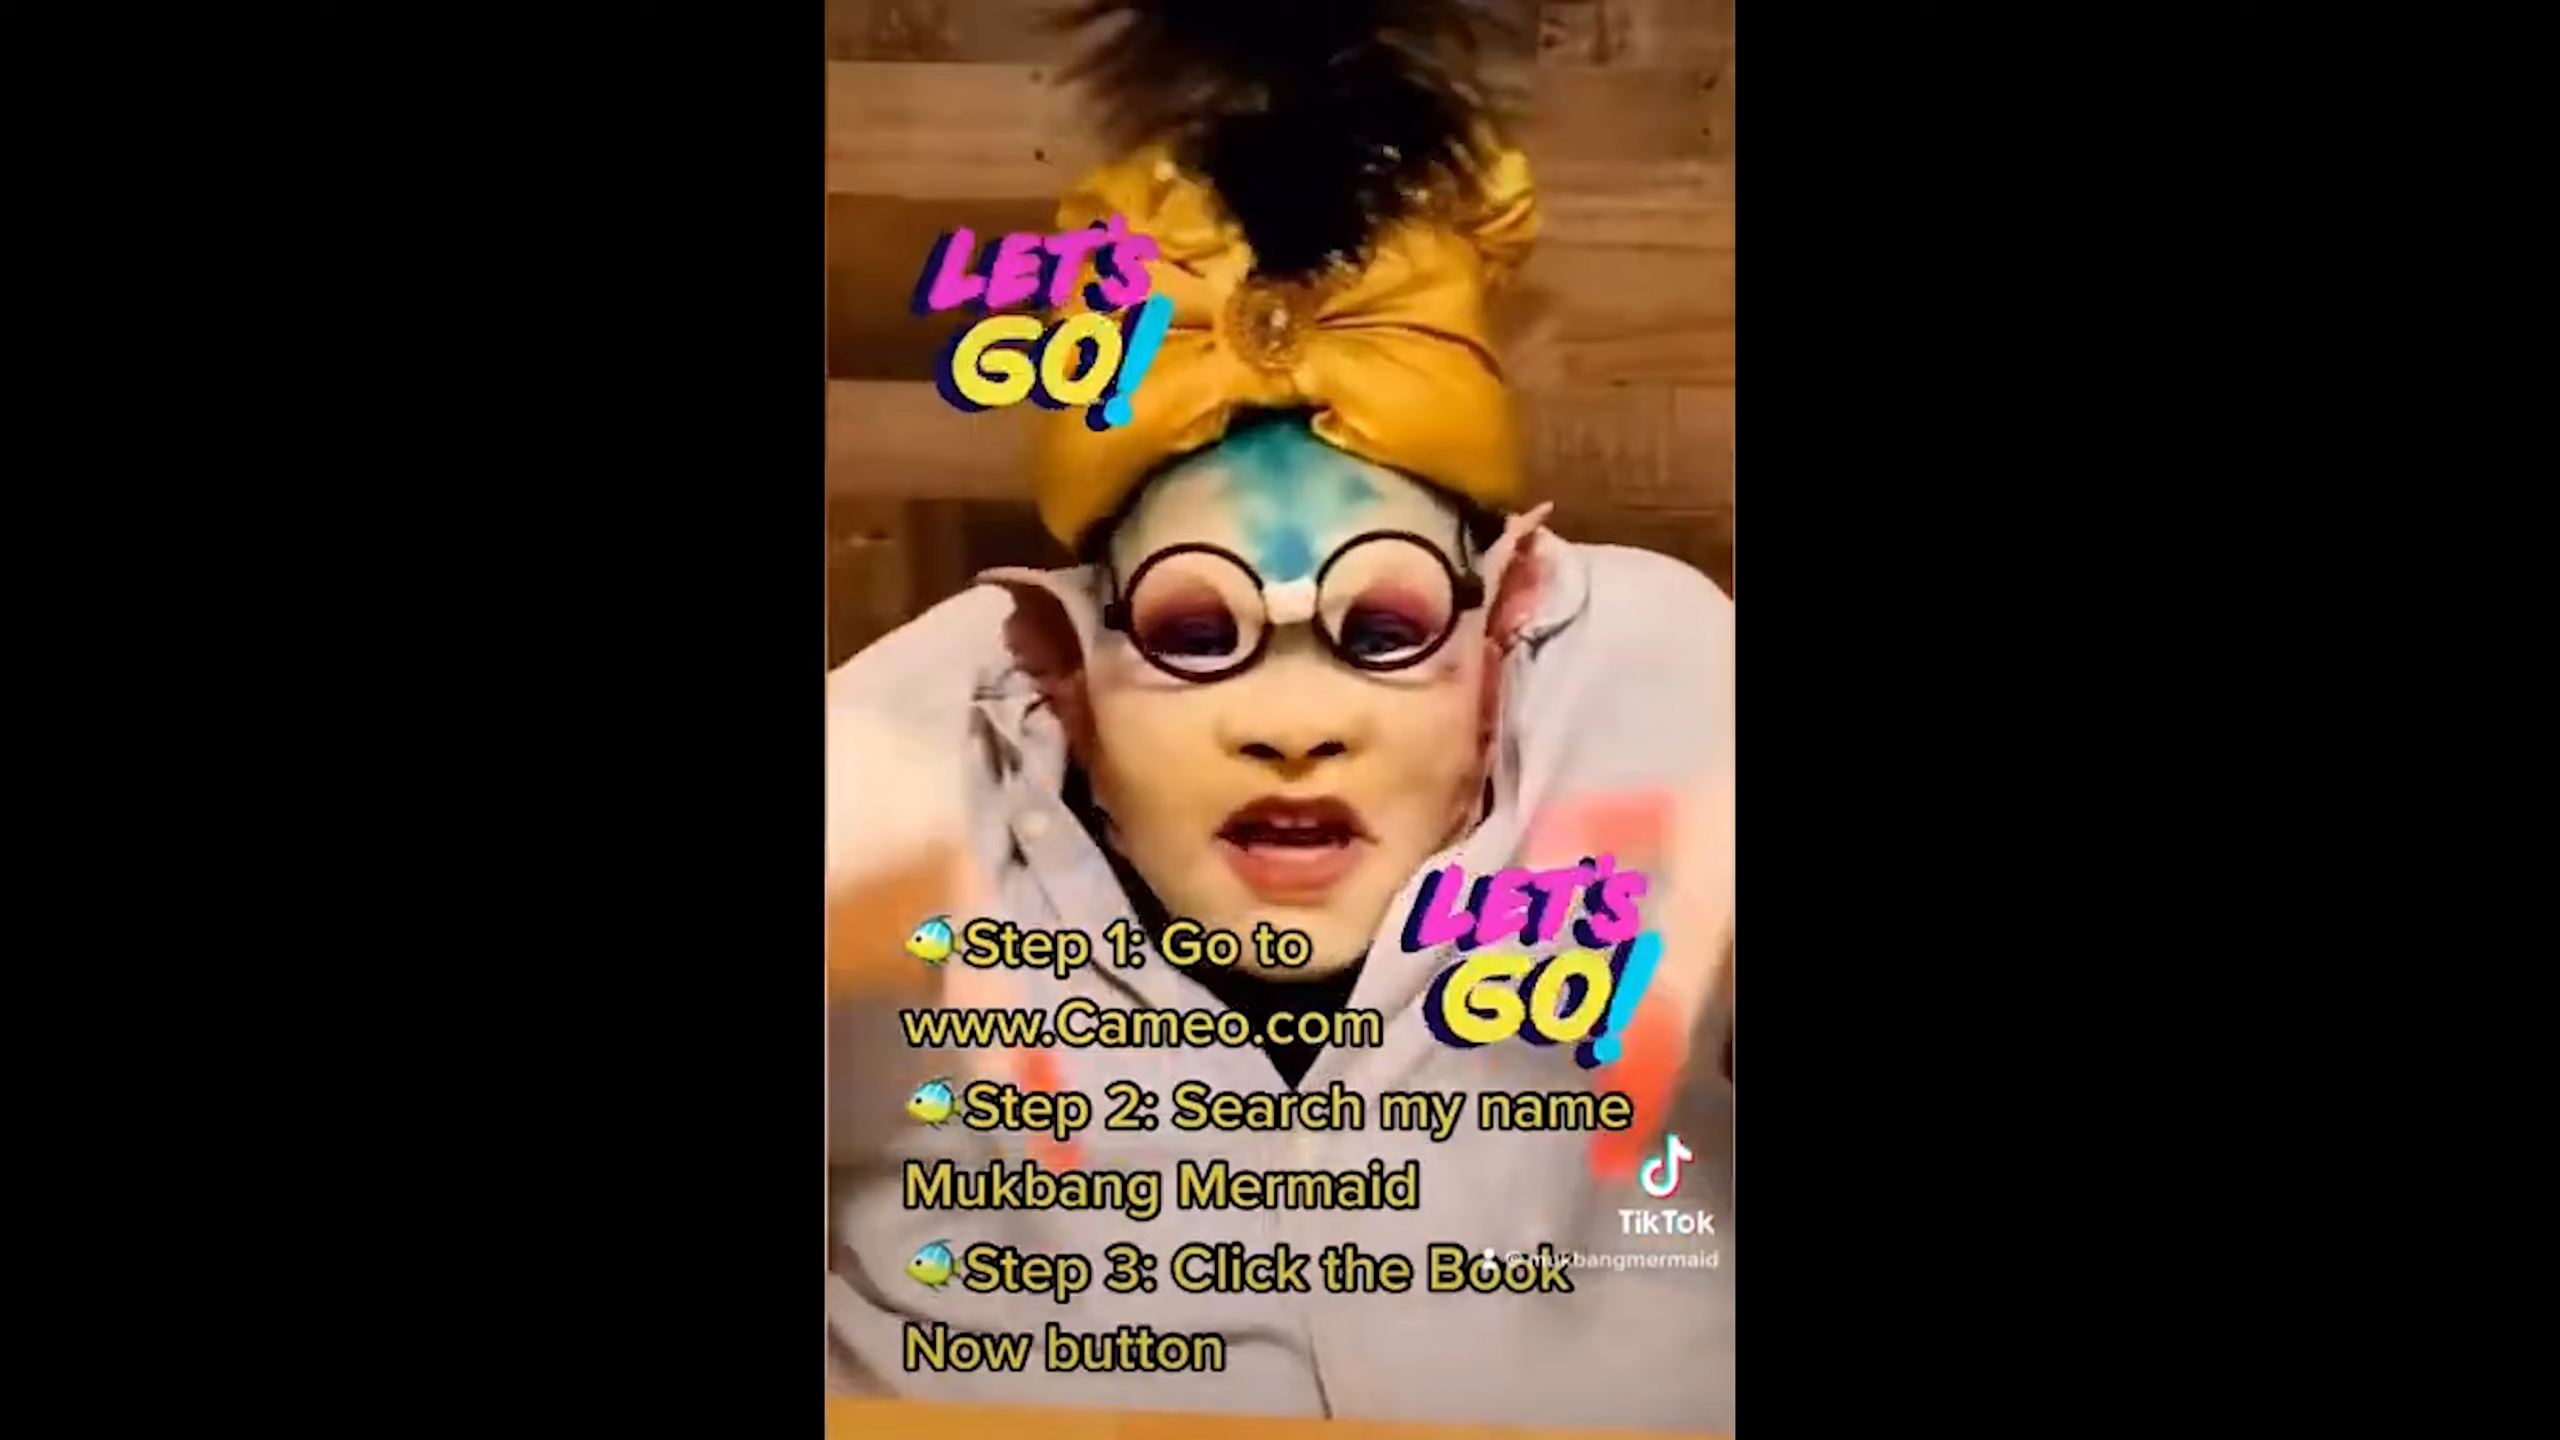 LET'S
GO!
LET'S
GO!
Step 1: Go to
www.Cameo.com
Step 2: Search my name
Mukbang Mermaid
Step 3: Click the Book
Now button
TikTok
@mukbangmermaid